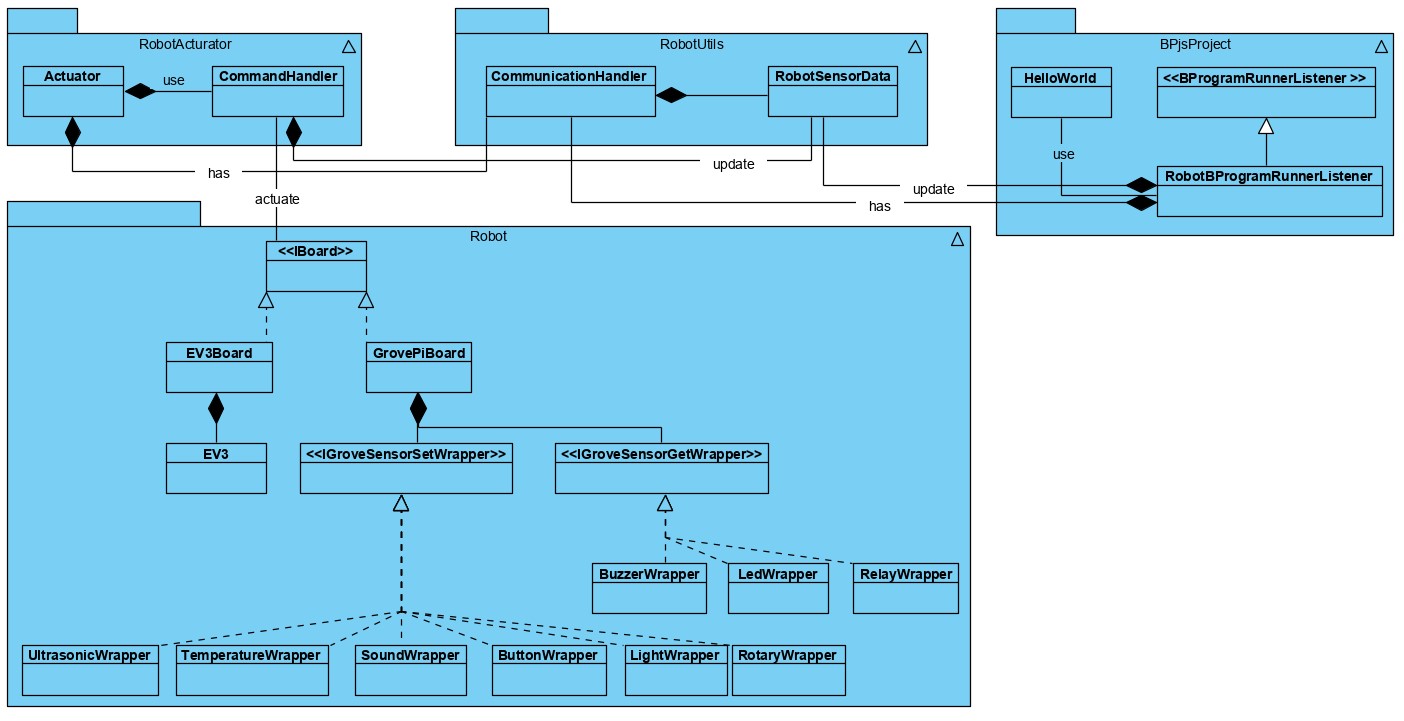 RobotActurator
Actuator
use
CommandHandler
RobotUtils
CommunicationHandler
RobotSensorData
BPjsProject
HelloWorld
<<BProgramRunnerListener >>
use
RobotBProgramRunnerListener
has
update
update
has
actuate
Robot
<<IBoard>>
EV3Board
GrovePiBoard
EV3
<<IGroveSensorSetWrapper>>
<<IGroveSensorGetWrapper>>
BuzzerWrapper
LedWrapper
RelayWrapper
UltrasonicWrapper
TemperatureWrapper
SoundWrapper
ButtonWrapper
LightWrapper
RotaryWrapper